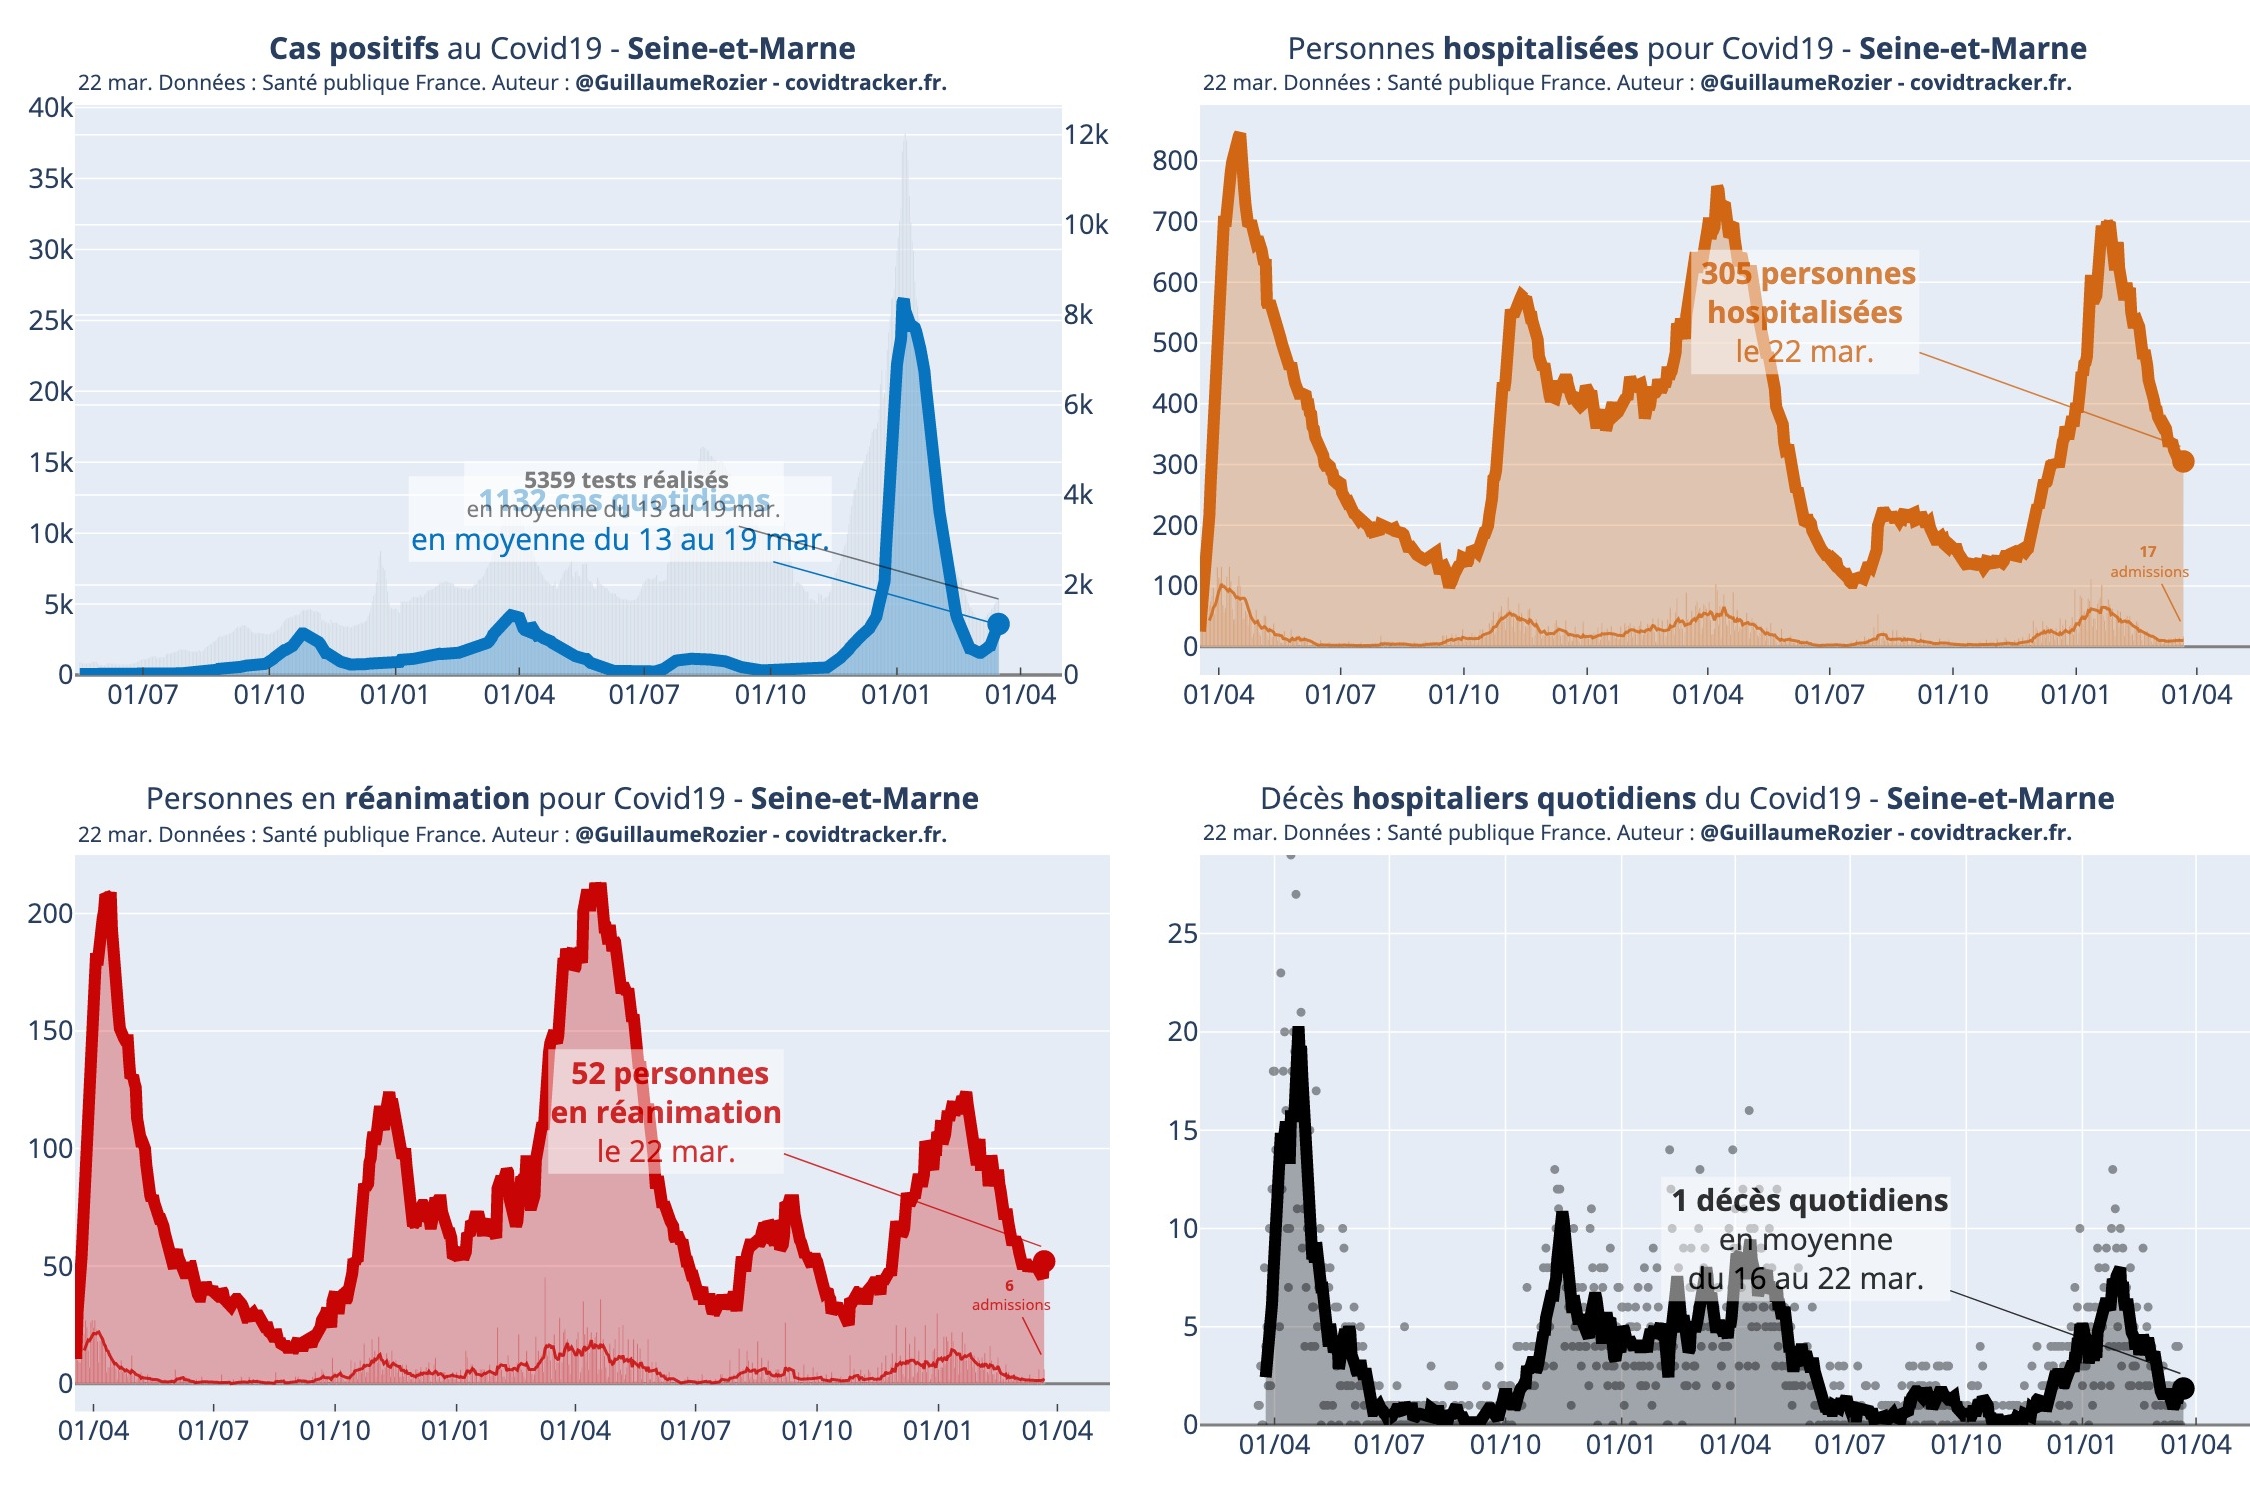 Cas positifs au Covid19 - Seine-et-Marne
22 mar. Données : Santé publique France. Auteur : @GuillaumeRozier - covidtracker.fr.
40k
35k
30k
25k
20k
15k
10k
5k
0
12k
10k
8k
6k
4k
2k
0
5359 tests réalisés
en moyenne du 13 au 19 mar.
1132 cas quotidiens
en moyenne du 13 au 19 mar.
01/07 01/10 01/01 01/04 01/07 01/10 01/01 01/04
Personnes hospitalisées pour Covid19 - Seine-et-Marne
22 mar. Données : Santé publique France. Auteur : @GuillaumeRozier - covidtracker.fr.
800
700
600
500
400
300
200
100
0
305 personnes
hospitalisées
le 22 mar.
17
admissions
01/04 01/07 01/10 01/01 01/04 01/07 01/10 01/01 01/04
Personnes en réanimation pour Covid19 - Seine-et-Marne
22 mar. Données : Santé publique France. Auteur : @GuillaumeRozier - covidtracker.fr.
200
150
100
50
0
52 personnes
en réanimation
le 22 mar.
6
admissions
01/04 01/07 01/10 01/01 01/04 01/07 01/10 01/01 01/04
Décès hospitaliers quotidiens du Covid19 - Seine-et-Marne
22 mar. Données : Santé publique France. Auteur : @GuillaumeRozier - covidtracker.fr.
25
20
15
10
5
0
1 décès quotidiens
en moyenne
du 16 au 22 mar.
01/04 01/07 01/10 01/01 01/04 01/07 01/10 01/01 01/04